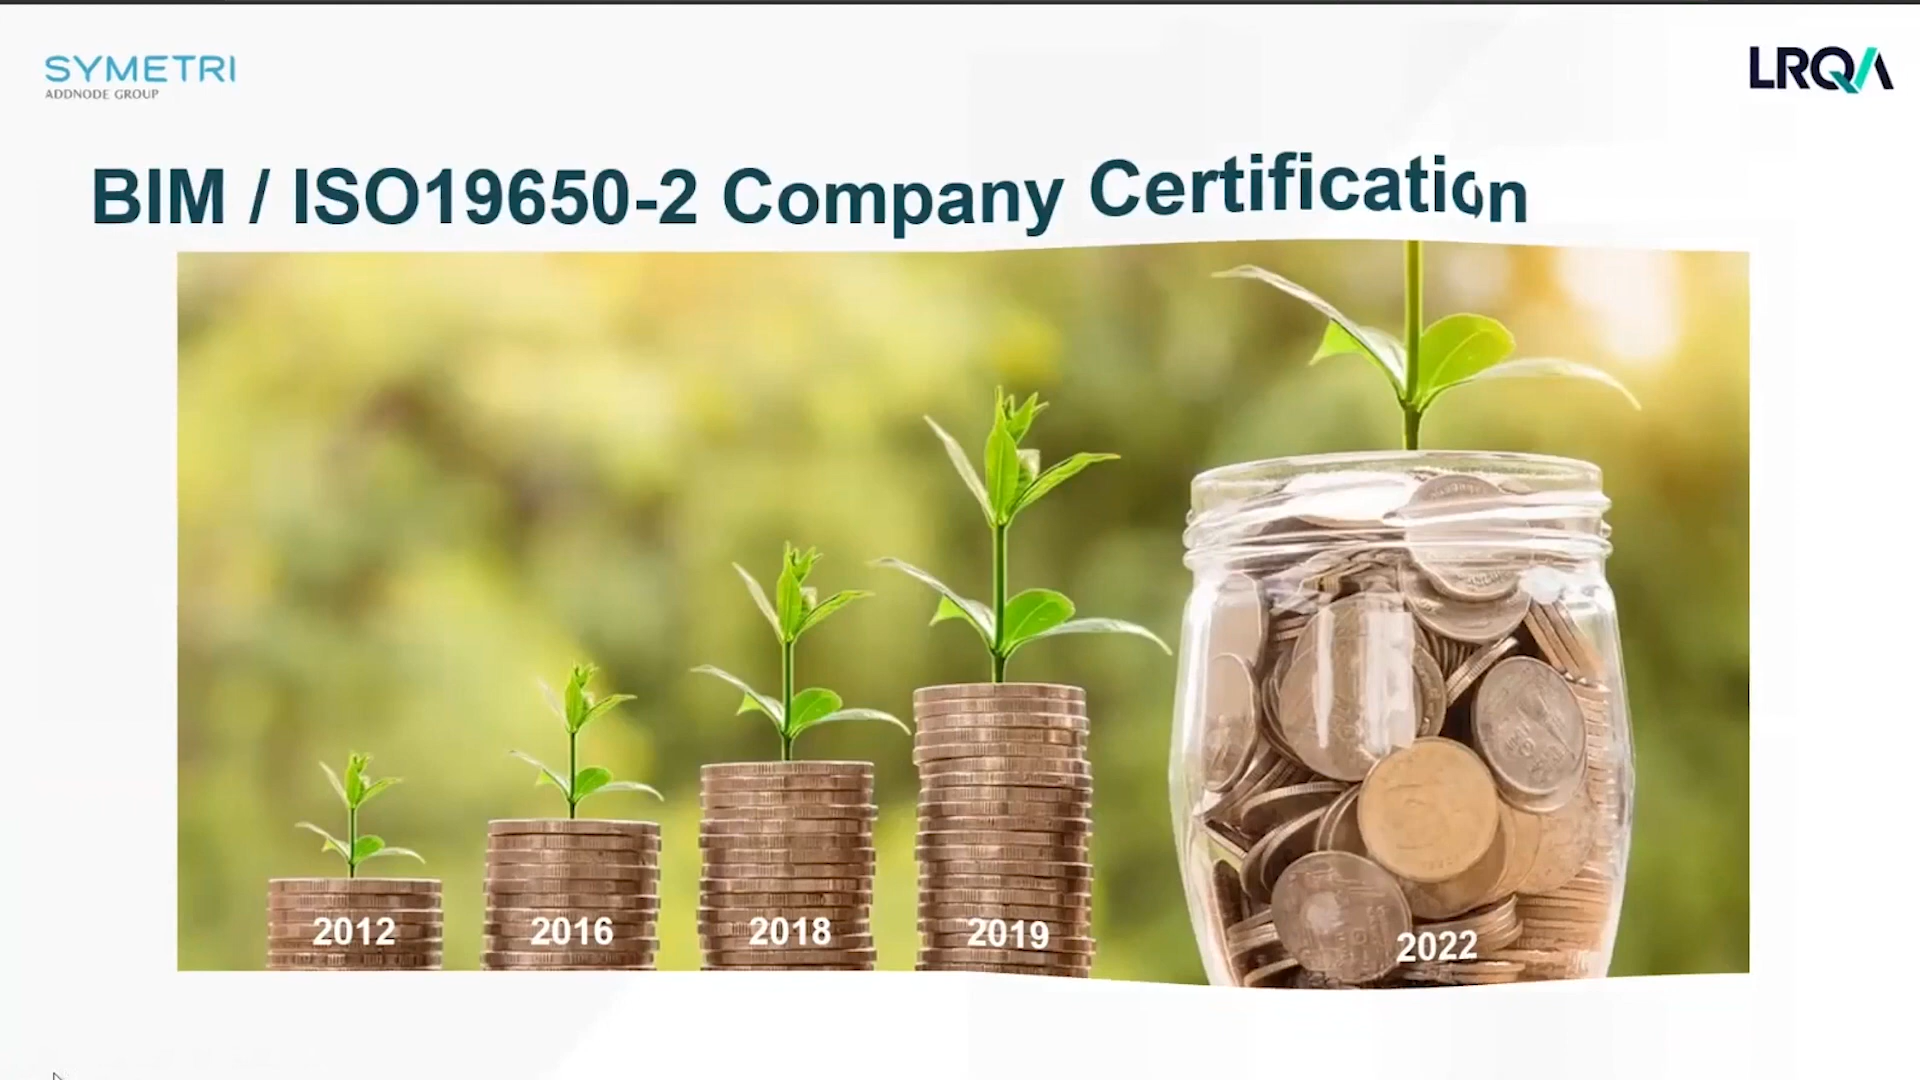 SYMETRI
ADDNODE GROUP
LRQA
BIM / ISO19650-2 Company Certification
2012
2016
2018
2019
2022